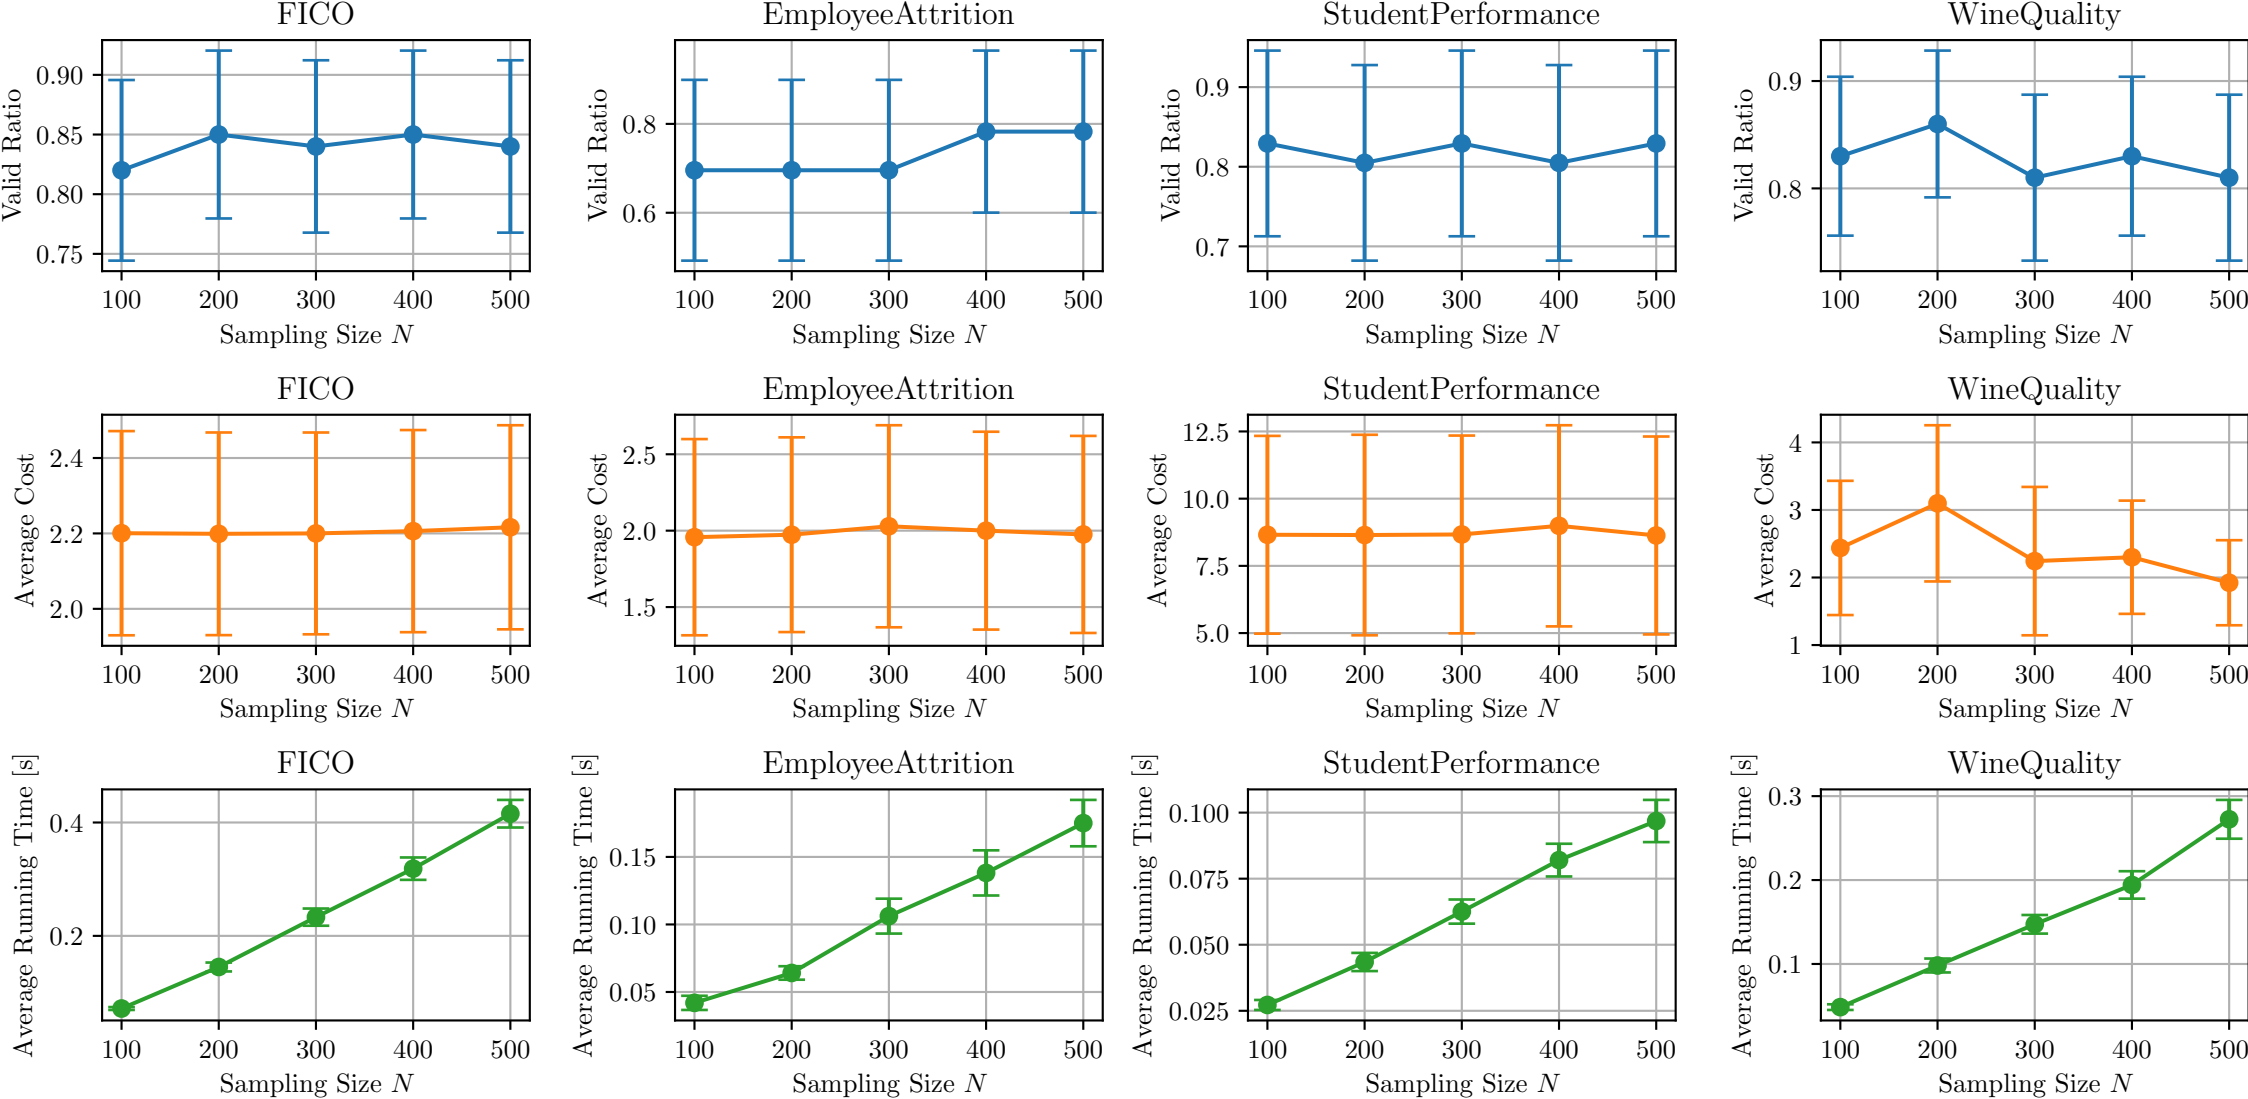 FICO
Valid Ratio
0.90
0.85
0.80
0.75
100 200 300 400 500
Sampling Size N
EmployeeAttrition
Valid Ratio
0.8
0.6
100 200 300 400 500
Sampling Size N
StudentPerformance
Valid Ratio
0.9
0.8
0.7
100 200 300 400 500
Sampling Size N
WineQuality
Valid Ratio
0.9
0.8
100 200 300 400 500
Sampling Size N
FICO
Average Cost
2.4
2.2
2.0
100 200 300 400 500
Sampling Size N
EmployeeAttrition
Average Cost
2.5
2.0
1.5
100 200 300 400 500
Sampling Size N
StudentPerformance
Average Cost
12.5
10.0
7.5
5.0
100 200 300 400 500
Sampling Size N
WineQuality
Average Cost
4
3
2
1
100 200 300 400 500
Sampling Size N
FICO
Average Running Time [s]
0.4
0.2
100 200 300 400 500
Sampling Size N
EmployeeAttrition
Average Running Time [s]
0.15
0.10
0.05
100 200 300 400 500
Sampling Size N
StudentPerformance
Average Running Time [s]
0.100
0.075
0.050
0.025
100 200 300 400 500
Sampling Size N
WineQuality
Average Running Time [s]
0.3
0.2
0.1
100 200 300 400 500
Sampling Size N